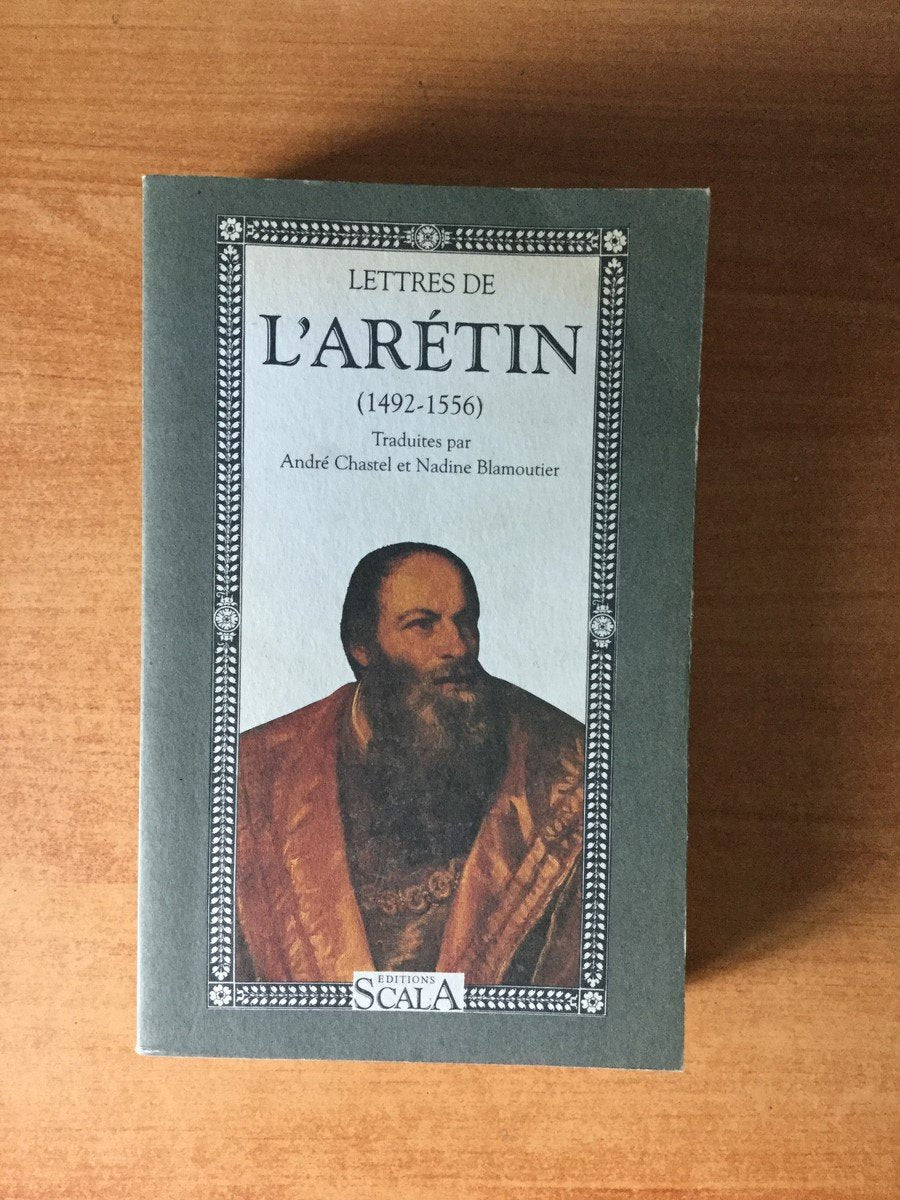 LETTRES DE
L'ARÉTIN
(1492-1556)
Traduites par
André Chastel et Nadine Blamoutier
EDITIONS
SCALA